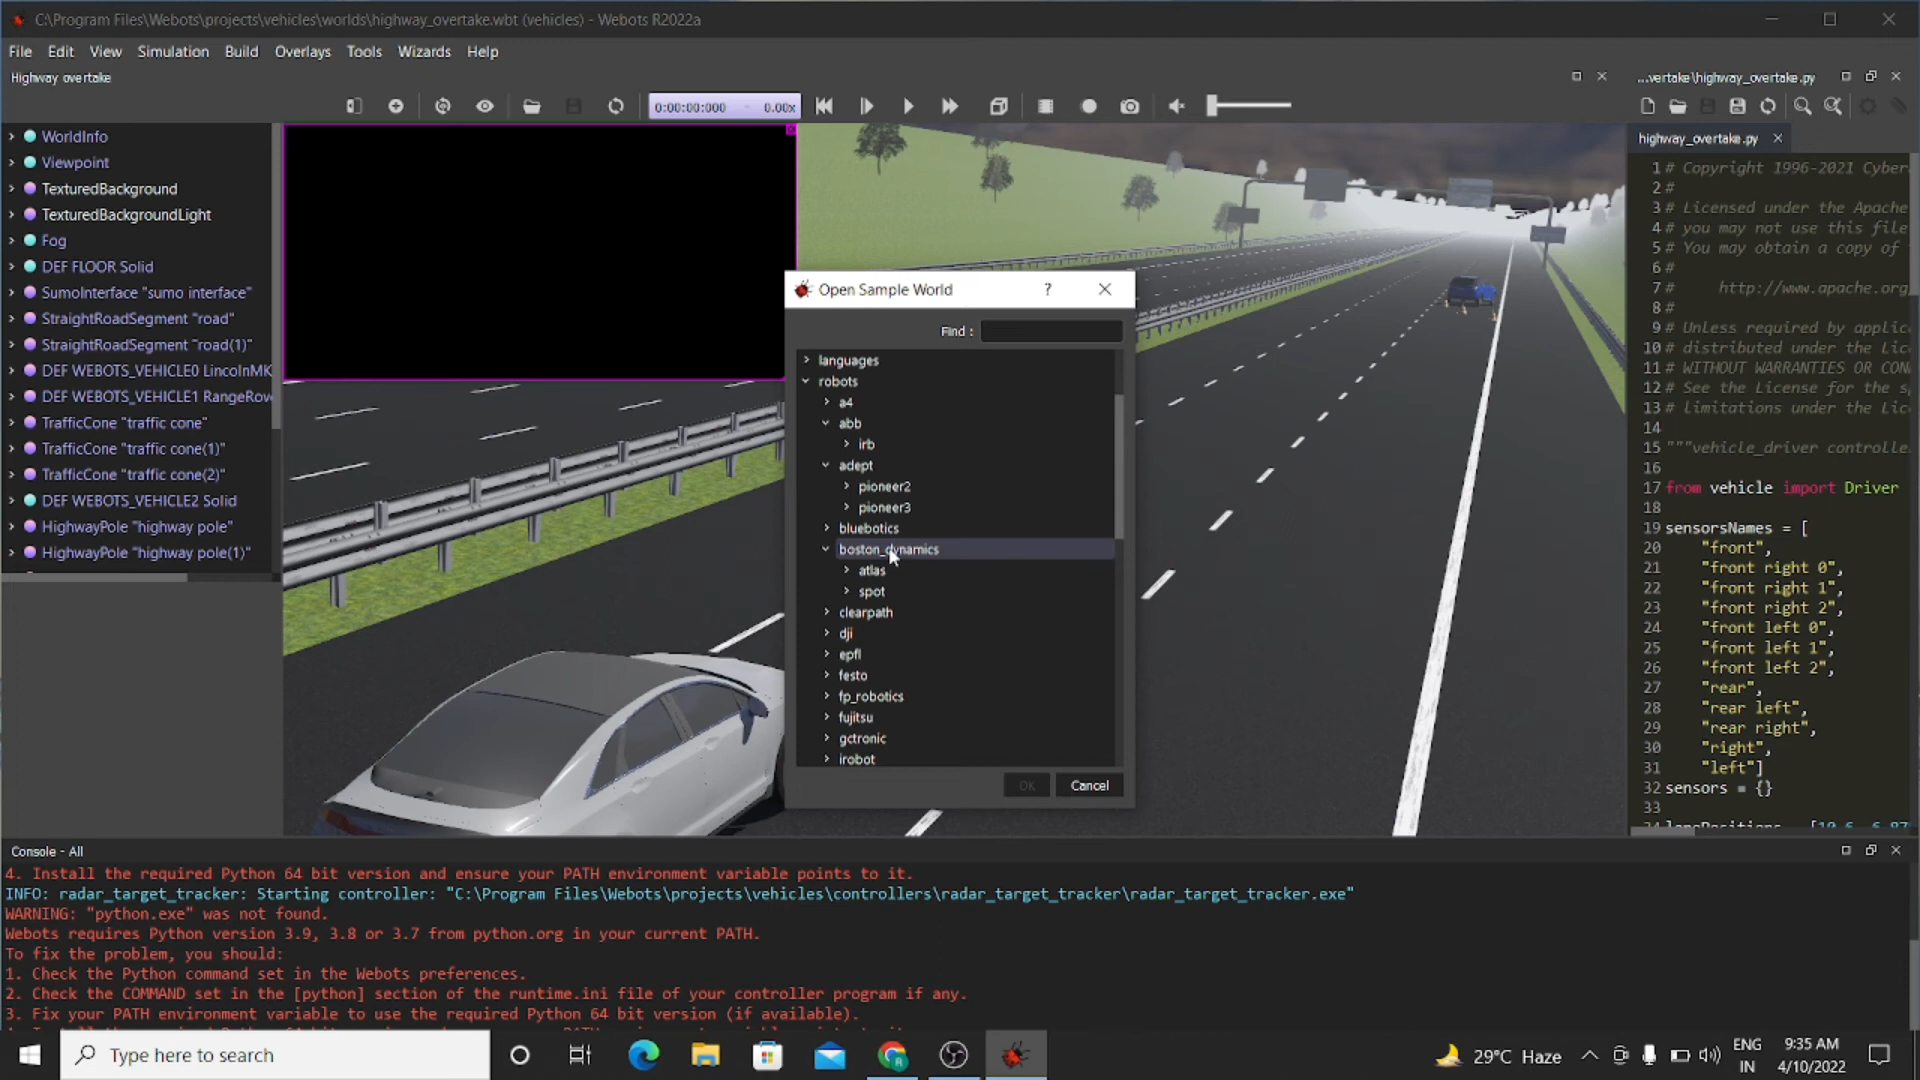 C:\Program Files\Webots\projects\vehicles\worlds\highway_overtake.wbt (vehicles) - Webots R2022a
File Edit View Simulation Build Overlays Tools Wizards Help
Highway overtake
...vertake\highway_overtake.py
0:00:00:000 - 0.00x
WorldInfo
Viewpoint
TexturedBackground
TexturedBackgroundLight
Fog
DEF FLOOR Solid
SumoInterface "sumo interface"
StraightRoadSegment "road"
StraightRoadSegment "road(1)"
DEF WEBOTS_VEHICLE0 LincolnMK
DEF WEBOTS_VEHICLE1 RangeRov
TrafficCone "traffic cone"
TrafficCone "traffic cone(1)"
TrafficCone "traffic cone(2)"
DEF WEBOTS_VEHICLE2 Solid
HighwayPole "highway pole"
HighwayPole "highway pole(1)"
Open Sample World ?
Find :
languages
robots
a4
abb
irb
adept
pioneer2
pioneer3
bluebotics
boston_dynamics
atlas
spot
clearpath
dji
epfl
festo
fp_robotics
fujitsu
gctronic
irobot
OK Cancel
highway_overtake.py
1 # Copyright 1996-2021 Cyber
2 #
3 # Licensed under the Apache
4 # you may not use this file
5 # You may obtain a copy of
6 #
7 # http://www.apache.org
8 #
9 # Unless required by applic
10 # distributed under the Lic
11 # WITHOUT WARRANTIES OR CON
12 # See the License for the s
13 # limitations under the Lic
14
15 """vehicle_driver controlle
16
17 from vehicle import Driver
18
19 sensorsNames = [
20 "front",
21 "front right 0",
22 "front right 1",
23 "front right 2",
24 "front left 0",
25 "front left 1",
26 "front left 2",
27 "rear",
28 "rear left",
29 "rear right",
30 "right",
31 "left"]
32 sensors = {}
33
Console - All
4. Install the required Python 64 bit version and ensure your PATH environment variable points to it.
INFO: radar_target_tracker: Starting controller: "C:\Program Files\Webots\projects\vehicles\controllers\radar_target_tracker\radar_target_tracker.exe"
WARNING: "python.exe" was not found.
Webots requires Python version 3.9, 3.8 or 3.7 from python.org in your current PATH.
To fix the problem, you should:
1. Check the Python command set in the Webots preferences.
2. Check the COMMAND set in the [python] section of the runtime.ini file of your controller program if any.
3. Fix your PATH environment variable to use the required Python 64 bit version (if available).
Type here to search
29°C Haze
ENG
IN
9:35 AM
4/10/2022